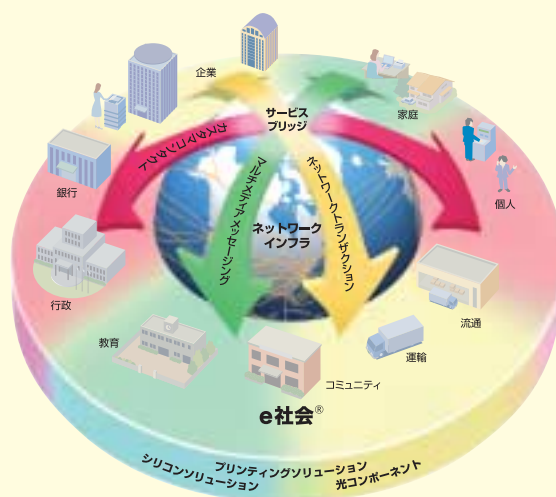 企業
サービス
ブリッジ
家庭
カスタマコンタクト
銀行
個人
マルチメディアメッセージング
ネットワークトランザクション
ネットワーク
インフラ
行政
流通
教育
運輸
コミュニティ
e社会®
シリコンソリューション
プリンティングソリューション
光コンポーネント